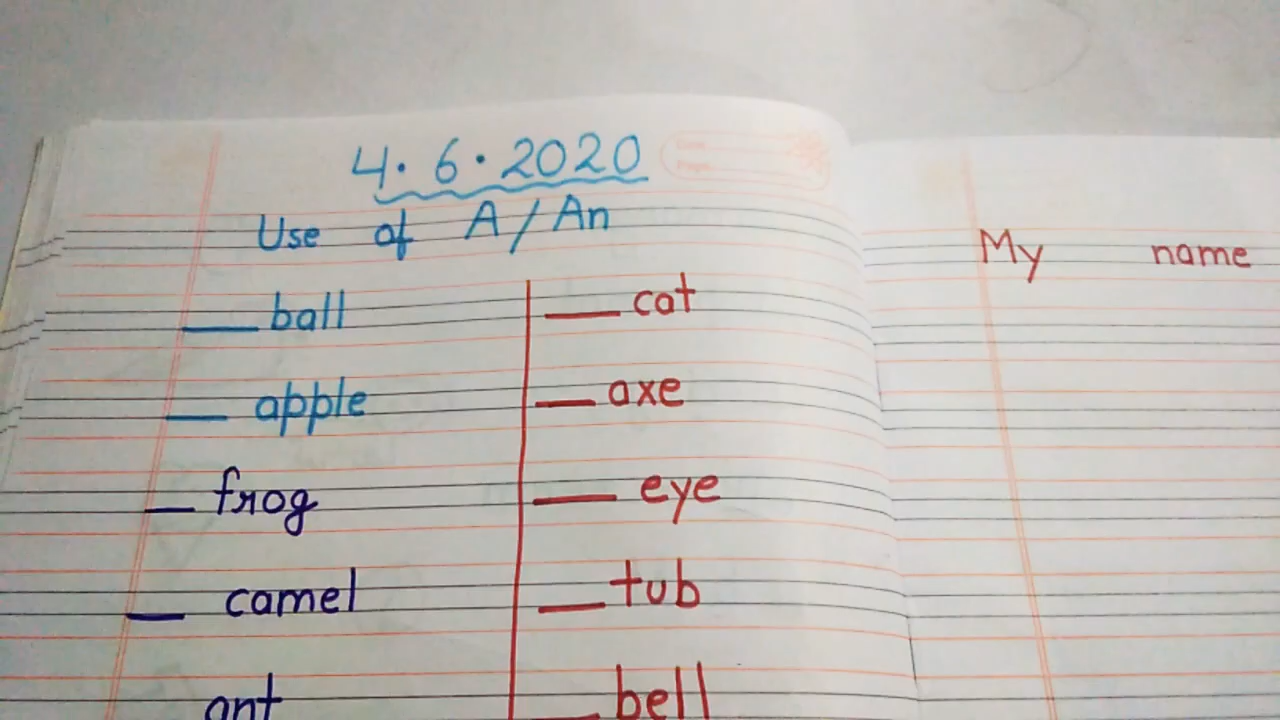 4.6.2020
Use of A/An
___ ball
___ apple
___ frog
___ camel
ant
___ cat
___ axe
___ eye
___ tub
___ bell
My name